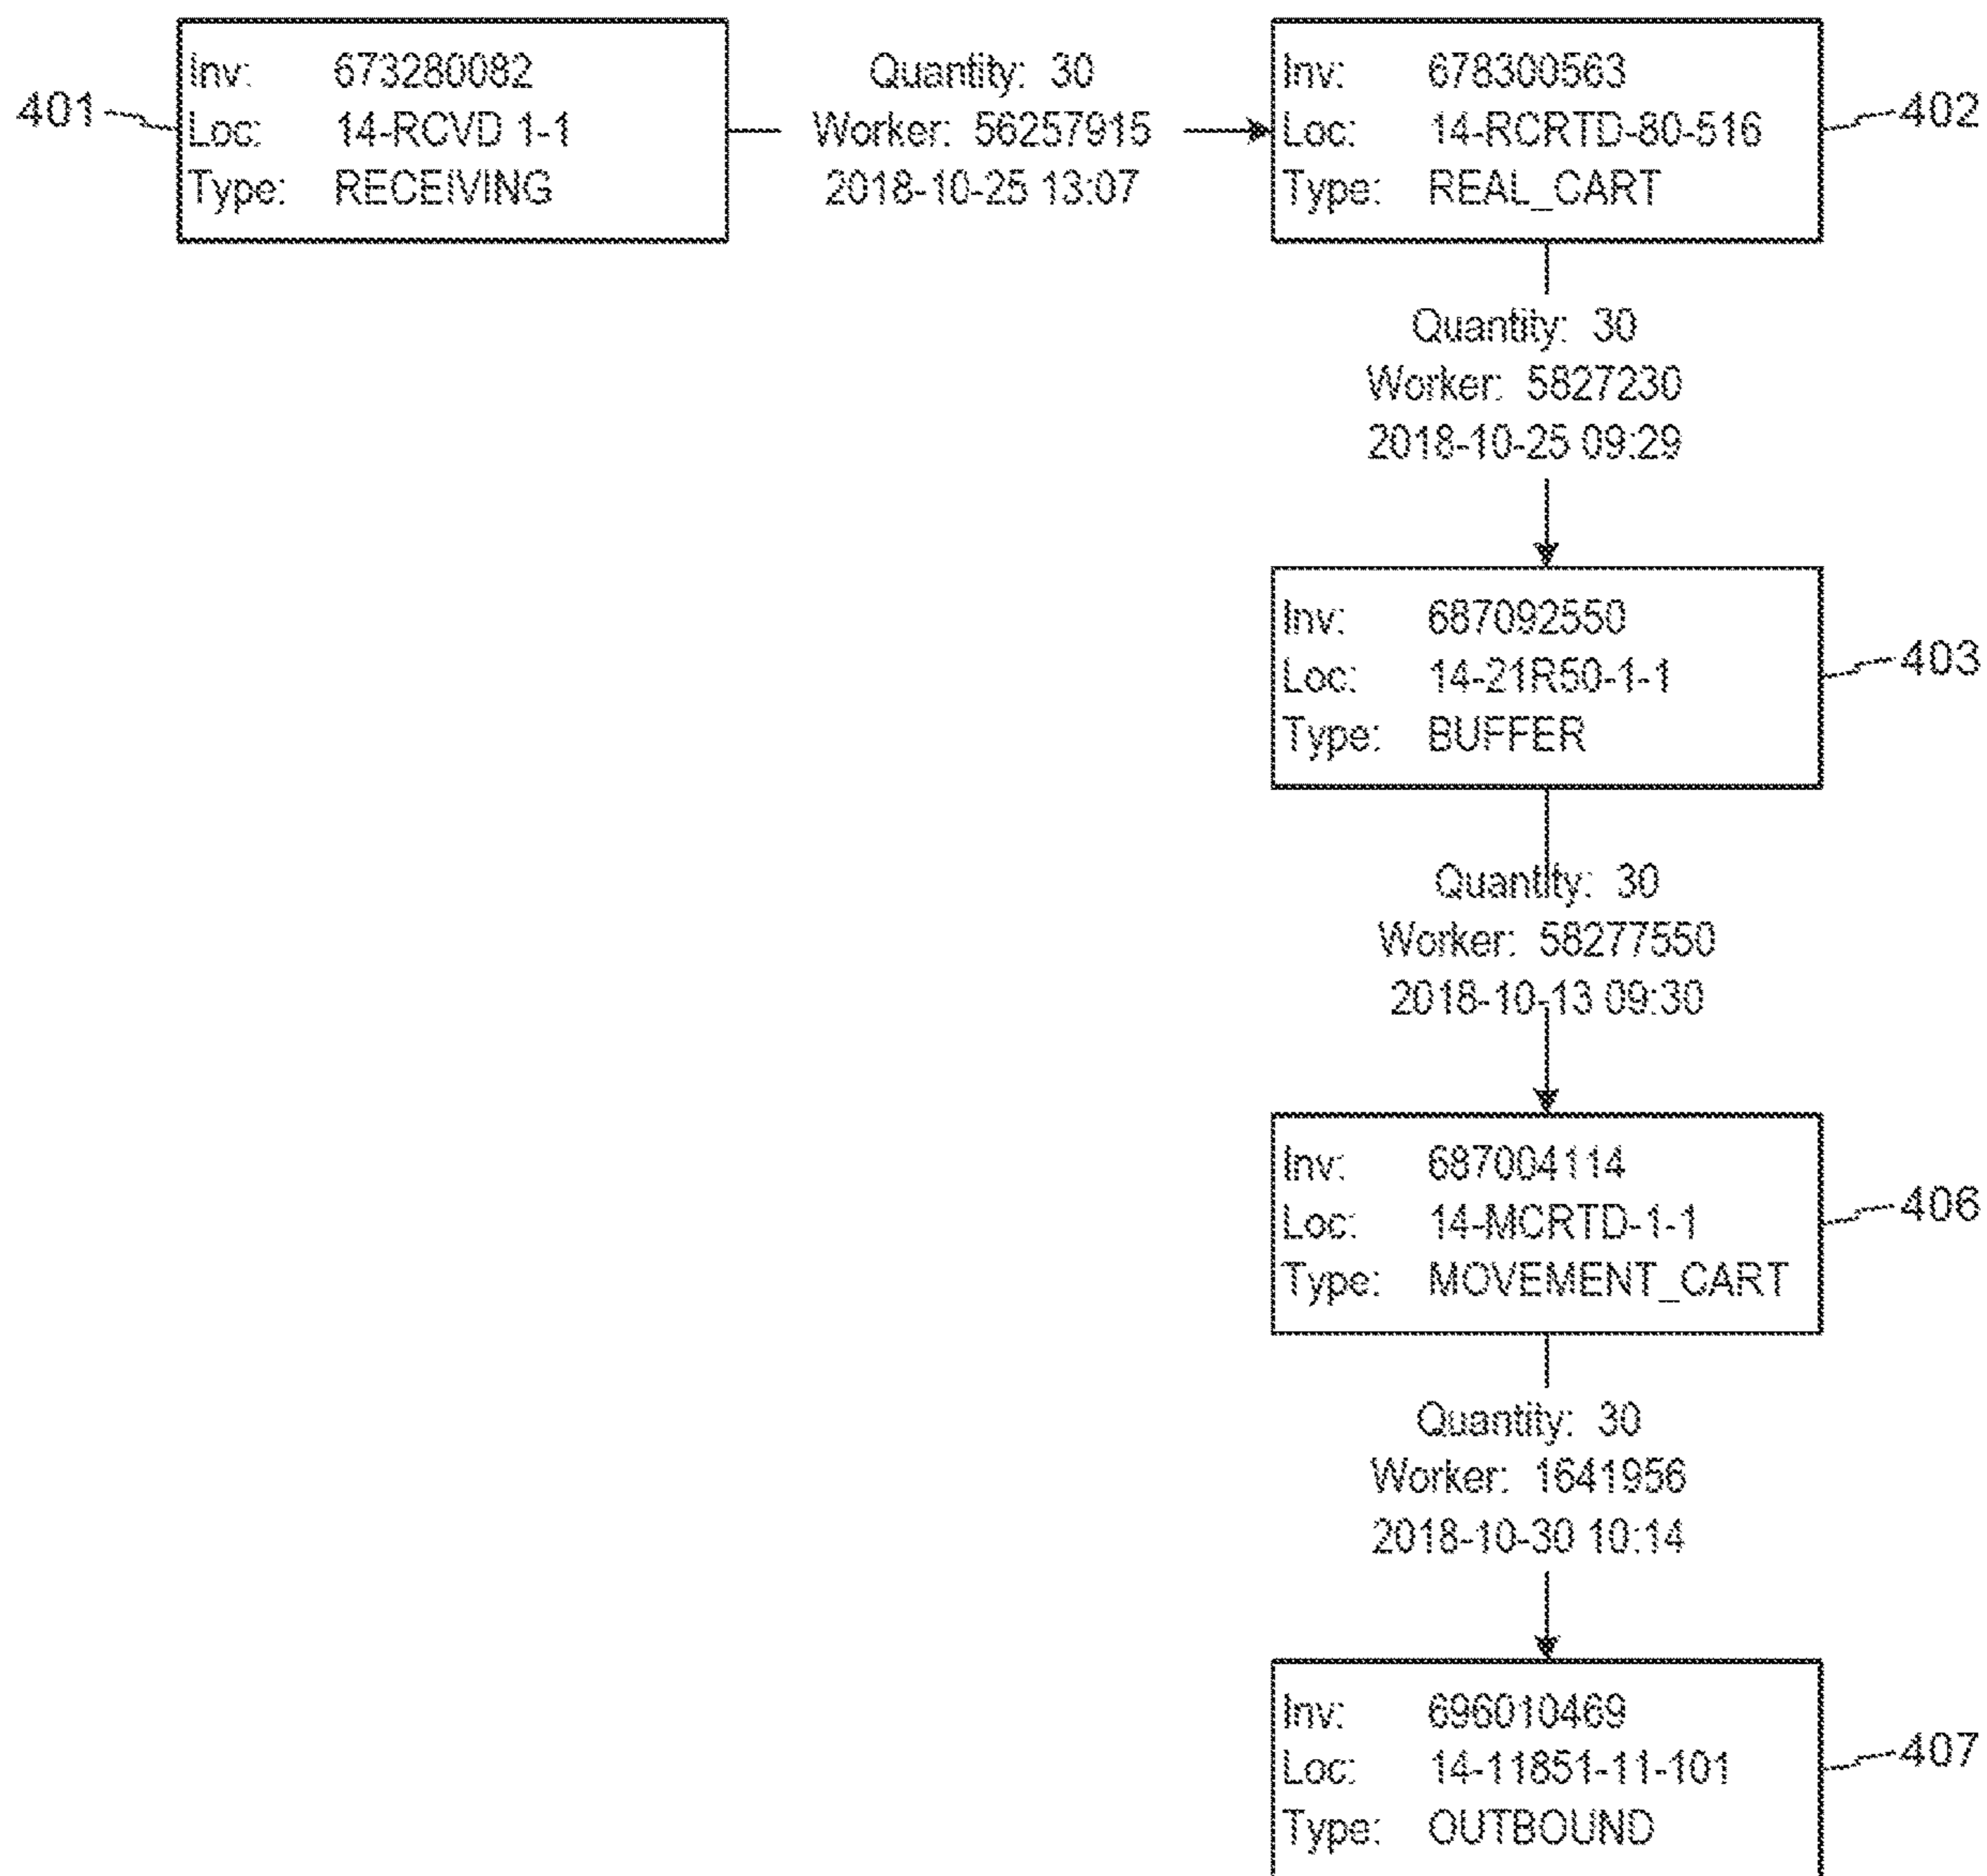 401
Inv: 673280082
Loc: 14-RCVD 1-1
Type: RECEIVING
Quantity: 30
Worker: 56257915
2018-10-25 13:07
Inv: 678300563
Loc: 14-RCRTD-80-516
Type: REAL_CART
402
Quantity: 30
Worker: 5827230
2018-10-25 09:29
Inv: 687092550
Loc: 14-21R50-1-1
Type: BUFFER
403
Quantity: 30
Worker: 58277550
2018-10-13 09:30
Inv: 687004114
Loc: 14-MCRTD-1-1
Type: MOVEMENT_CART
406
Quantity: 30
Worker: 1641956
2018-10-30 10:14
Inv: 696010469
Loc: 14-11851-11-101
Type: OUTBOUND
407